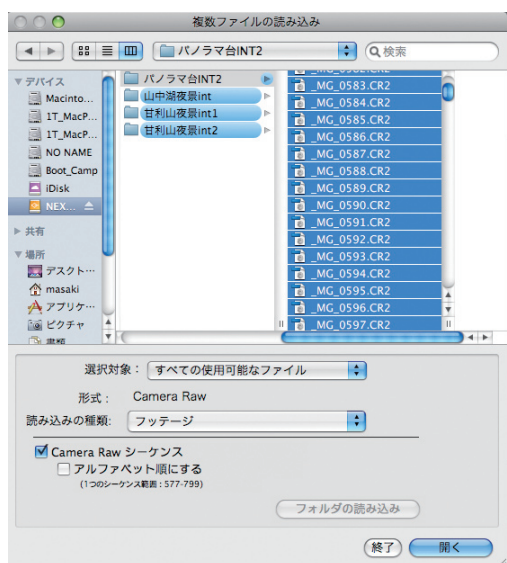 複数ファイルの読み込み
パノラマ台INT2
検索
デバイス
Macinto...
1T_MacP...
1T_MacP...
NO NAME
Boot_Camp
iDisk
NEX...
共有
場所
デスクト…
masaki
アプリケ…
ピクチャ
書類
パノラマ台INT2
山中湖夜景int
甘利山夜景int1
甘利山夜景int2
_MG_0582.CR2
_MG_0583.CR2
_MG_0584.CR2
_MG_0585.CR2
_MG_0586.CR2
_MG_0587.CR2
_MG_0588.CR2
_MG_0589.CR2
_MG_0590.CR2
_MG_0591.CR2
_MG_0592.CR2
_MG_0593.CR2
_MG_0594.CR2
_MG_0595.CR2
_MG_0596.CR2
_MG_0597.CR2
選択対象： すべての使用可能なファイル
形式： Camera Raw
読み込みの種類: フッテージ
Camera Raw シーケンス
アルファベット順にする
(1つのシーケンス範囲：577-799)
フォルダの読み込み
終了 開く